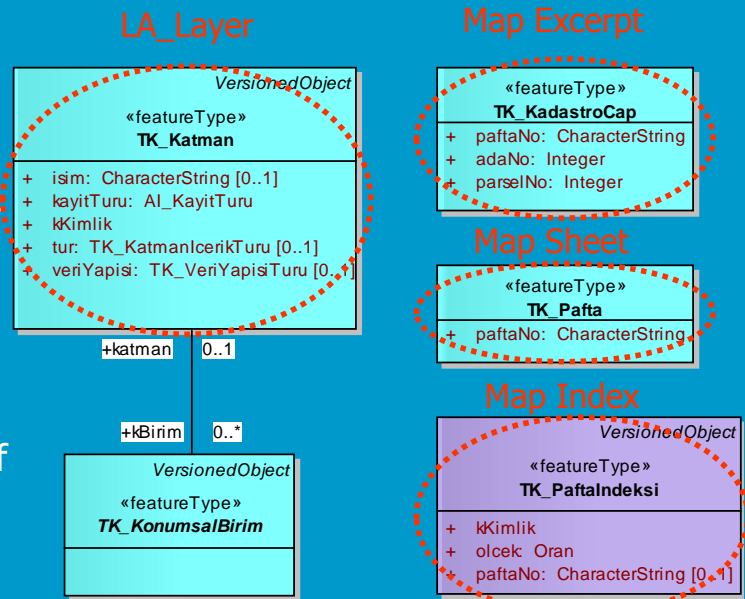 LA_Layer
VersionedObject
«featureType»
TK_Katman
+ isim: CharacterString [0..1]
+ kayitTuru: AI_KayitTuru
+ kKimlik
+ tur: TK_KatmanIcerikTuru [0..1]
+ veriYapisi: TK_VeriYapisiTuru [0..1]
+katman 0..1
+kBirim 0..*
f
VersionedObject
«featureType»
TK_KonumsalBirim
Map Excerpt
«featureType»
TK_KadastroCap
+ paftaNo: CharacterString
+ adaNo: Integer
+ parselNo: Integer
Map Sheet
«featureType»
TK_Pafta
+ paftaNo: CharacterString
Map Index
VersionedObject
«featureType»
TK_PaftaIndeksi
+ kKimlik
+ olcek: Oran
+ paftaNo: CharacterString [0..1]